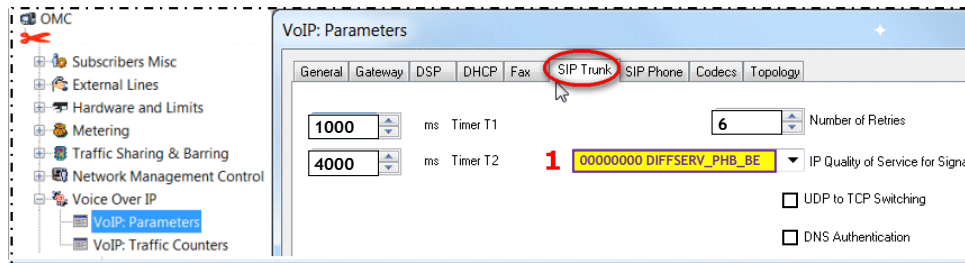 OMC
Subscribers Misc
External Lines
Hardware and Limits
Metering
Traffic Sharing & Barring
Network Management Control
Voice Over IP
VoIP: Parameters
VoIP: Traffic Counters
VoIP: Parameters
General Gateway DSP DHCP Fax SIP Trunk SIP Phone Codecs Topology
1000 ms Timer T1 6 Number of Retries
4000 ms Timer T2 1 00000000 DIFFSERV_PHB_BE IP Quality of Service for Signa
UDP to TCP Switching
DNS Authentication